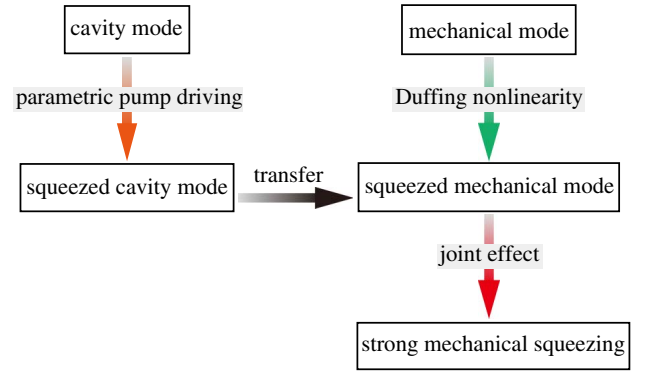 cavity mode
mechanical mode
parametric pump driving
Duffing nonlinearity
squeezed cavity mode
transfer
squeezed mechanical mode
joint effect
strong mechanical squeezing